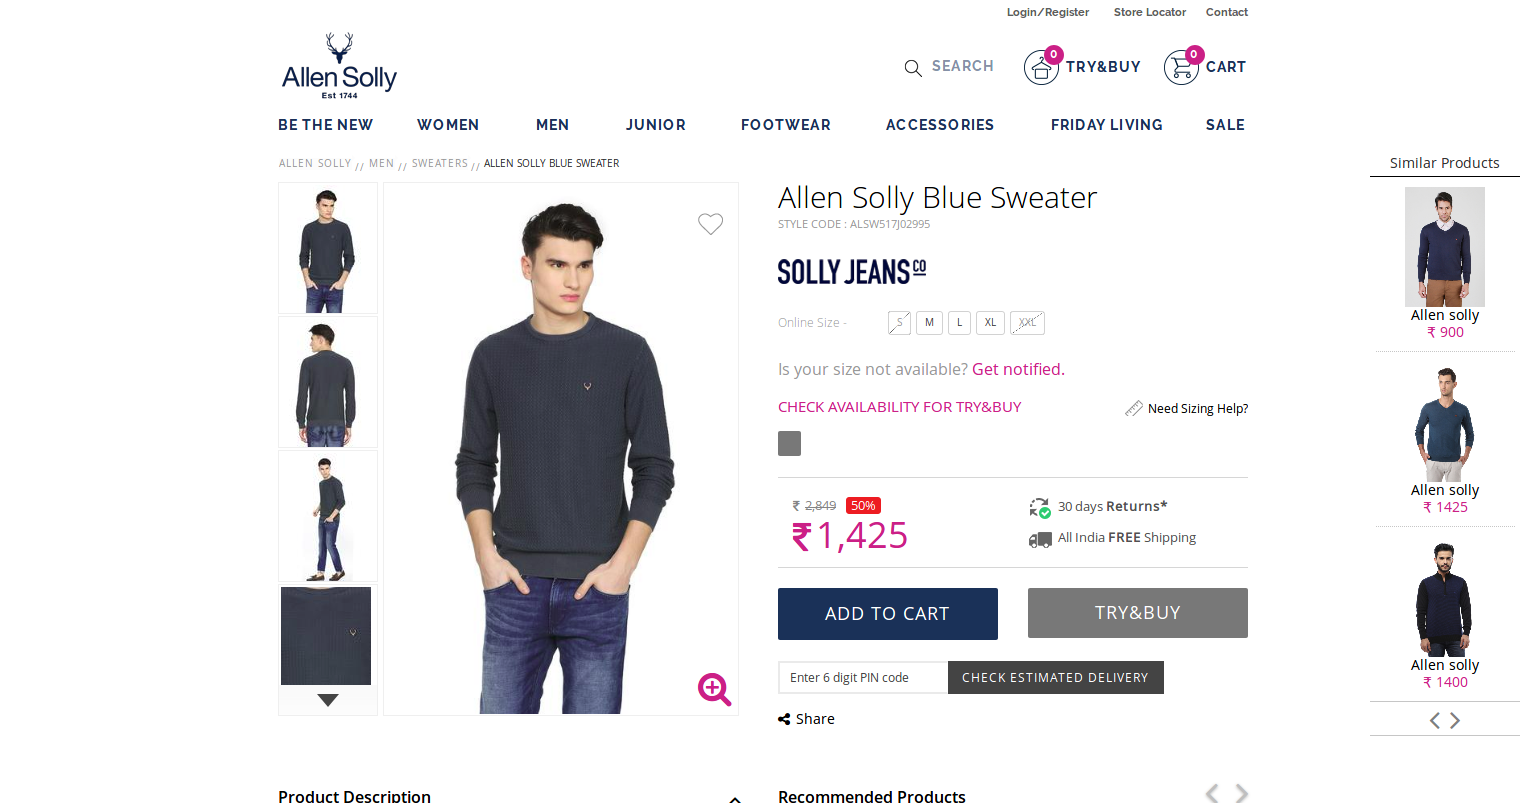 Login/Register Store Locator Contact
Allen Solly
Est 1744
SEARCH 0 TRY&BUY 0 CART
BE THE NEW WOMEN MEN JUNIOR FOOTWEAR ACCESSORIES FRIDAY LIVING SALE
ALLEN SOLLY // MEN // SWEATERS // ALLEN SOLLY BLUE SWEATER
Allen Solly Blue Sweater
STYLE CODE : ALSW517J02995
SOLLY JEANS CO
Online Size - S M L XL XXL
Is your size not available? Get notified.
CHECK AVAILABILITY FOR TRY&BUY
Need Sizing Help?
₹ 2,849 50%
₹ 1,425
30 days Returns*
All India FREE Shipping
ADD TO CART TRY&BUY
Enter 6 digit PIN code CHECK ESTIMATED DELIVERY
Share
Product Description
Recommended Products
Similar Products
Allen solly
₹ 900
Allen solly
₹ 1425
Allen solly
₹ 1400